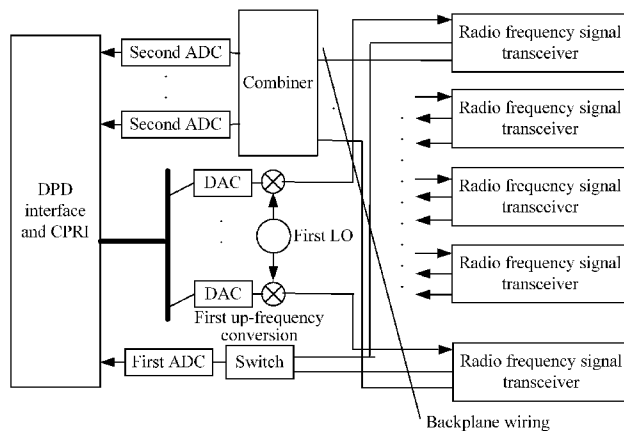 Second ADC
Combiner
Second ADC
Radio frequency signal
transceiver
Radio frequency signal
transceiver
Radio frequency signal
transceiver
Radio frequency signal
transceiver
Radio frequency signal
transceiver
DPD
interface
and CPRI
DAC
First LO
DAC
First up-frequency
conversion
First ADC
Switch
Backplane wiring